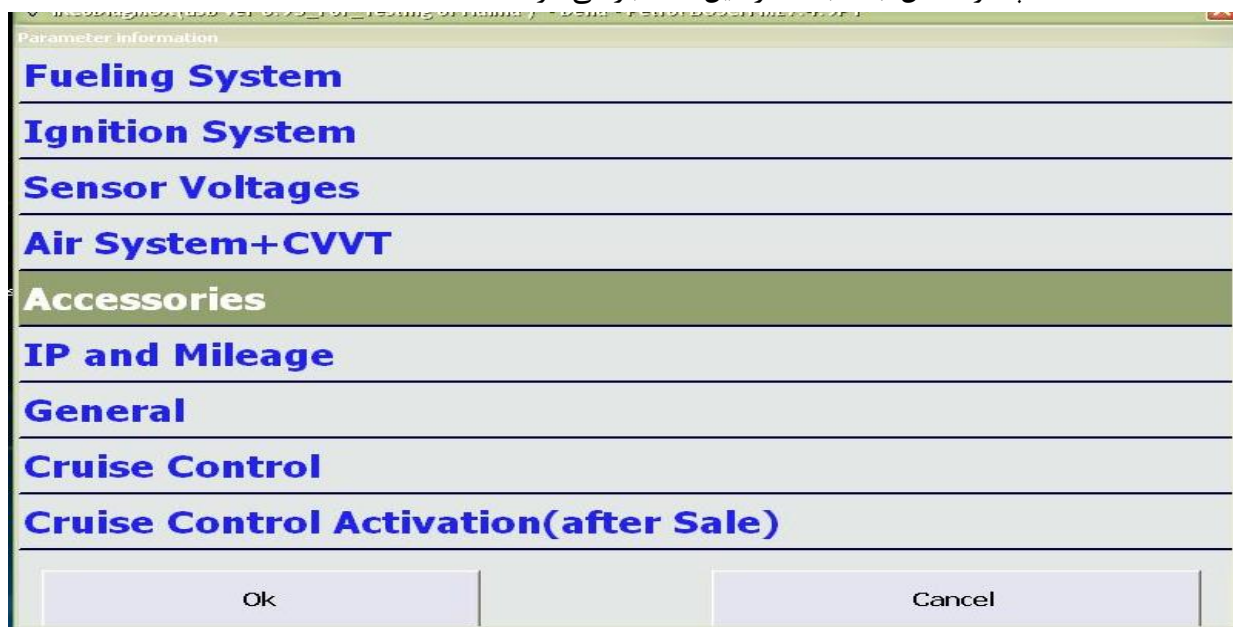 Parameter information
Fueling System
Ignition System
Sensor Voltages
Air System+CVVT
Accessories
IP and Mileage
General
Cruise Control
Cruise Control Activation(after Sale)
Ok
Cancel